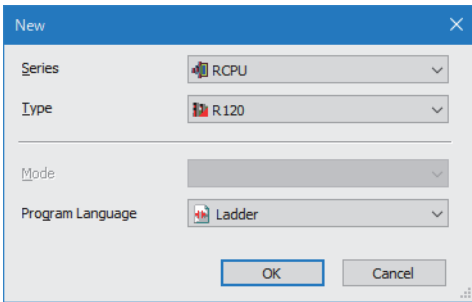 New
Series RCPU
Type R120
Mode
Program Language Ladder
OK Cancel